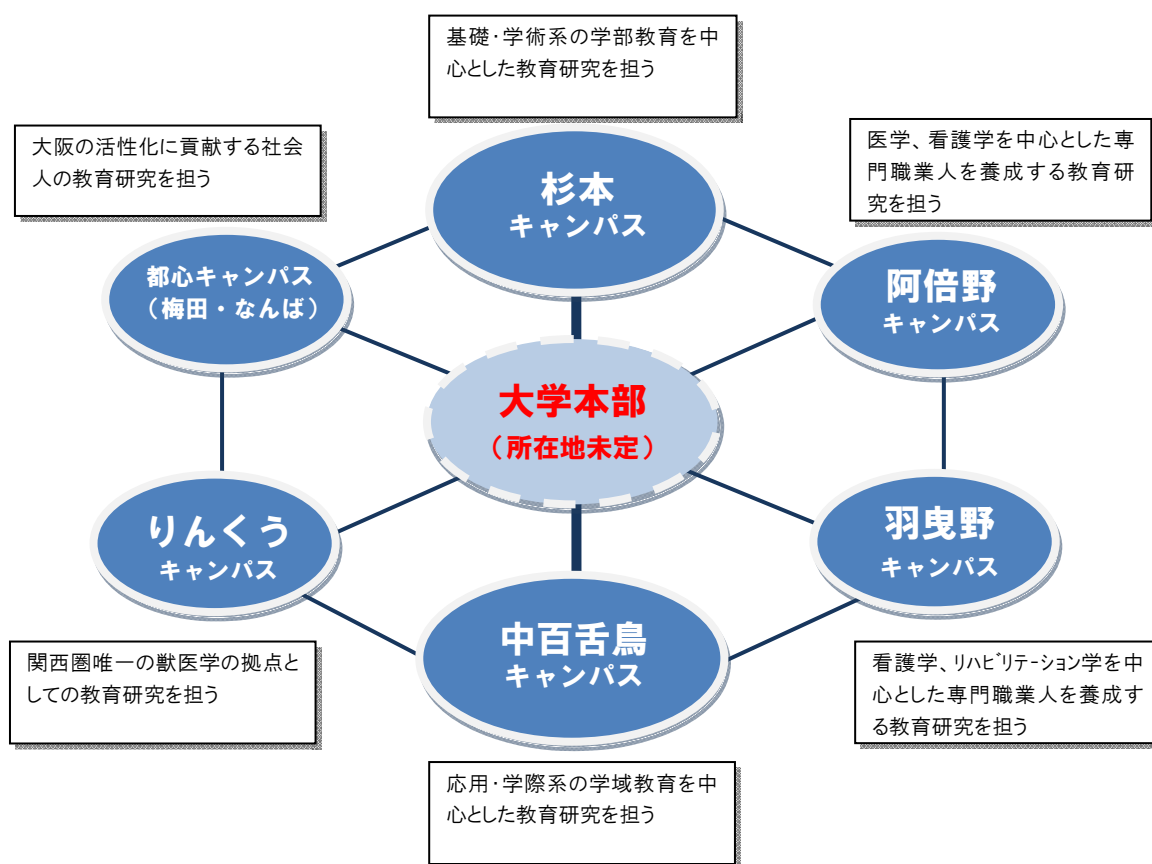 基礎・学術系の学部教育を中
心とした教育研究を担う
大阪の活性化に貢献する社会
人の教育研究を担う
医学、看護学を中心とした専
門職業人を養成する教育研
究を担う
杉本
キャンパス
都心キャンパス
（梅田・なんば）
阿倍野
キャンパス
大学本部
（所在地未定）
りんくう
キャンパス
羽曳野
キャンパス
中百舌鳥
キャンパス
関西圏唯一の獣医学の拠点と
しての教育研究を担う
看護学、ﾘﾊﾋﾞﾘﾃｰｼｮﾝ学を中
心とした専門職業人を養成す
る教育研究を担う
応用・学際系の学域教育を中
心とした教育研究を担う